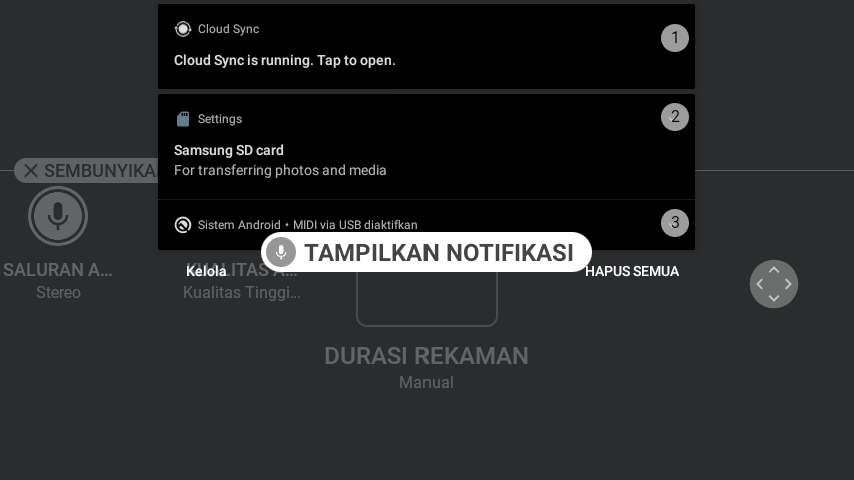 Cloud Sync
1
Cloud Sync is running. Tap to open.
Settings
2
Samsung SD card
For transferring photos and media
SEMBUNYIKA
Sistem Android • MIDI via USB diaktifkan
3
TAMPILKAN NOTIFIKASI
SALURAN A...
KUALITAS A...
Kelola
HAPUS SEMUA
Stereo
Kualitas Tinggi...
DURASI REKAMAN
Manual